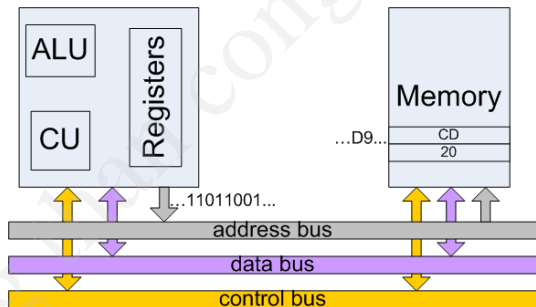 ALU
CU
Registers
Memory
...D9...
CD
20
...11011001...
address bus
data bus
control bus